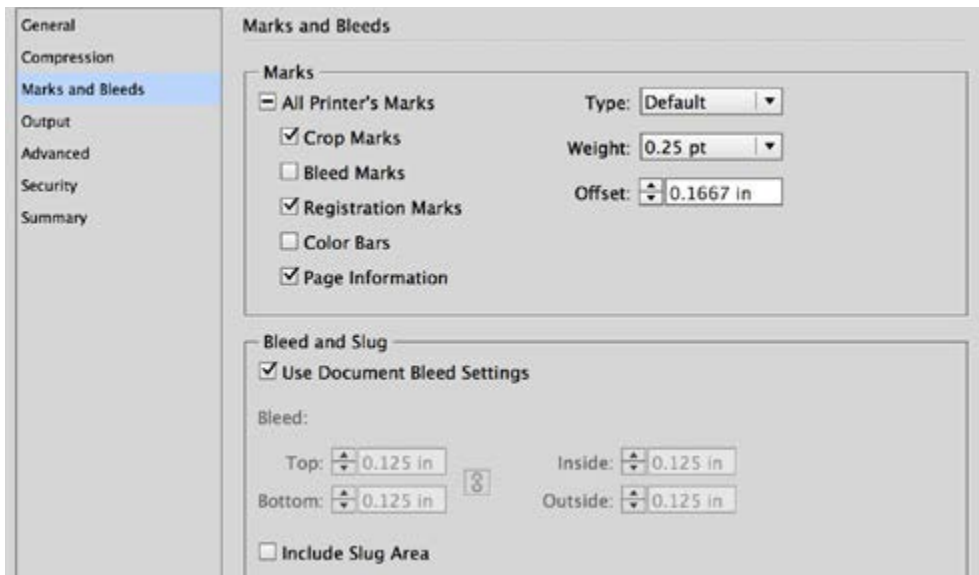 General
Compression
Marks and Bleeds
Output
Advanced
Security
Summary
Marks and Bleeds
Marks
All Printer's Marks
Crop Marks
Bleed Marks
Registration Marks
Color Bars
Page Information
Type: Default
Weight: 0.25 pt
Offset: 0.1667 in
Bleed and Slug
Use Document Bleed Settings
Bleed:
Top: 0.125 in
Bottom: 0.125 in
Inside: 0.125 in
Outside: 0.125 in
Include Slug Area